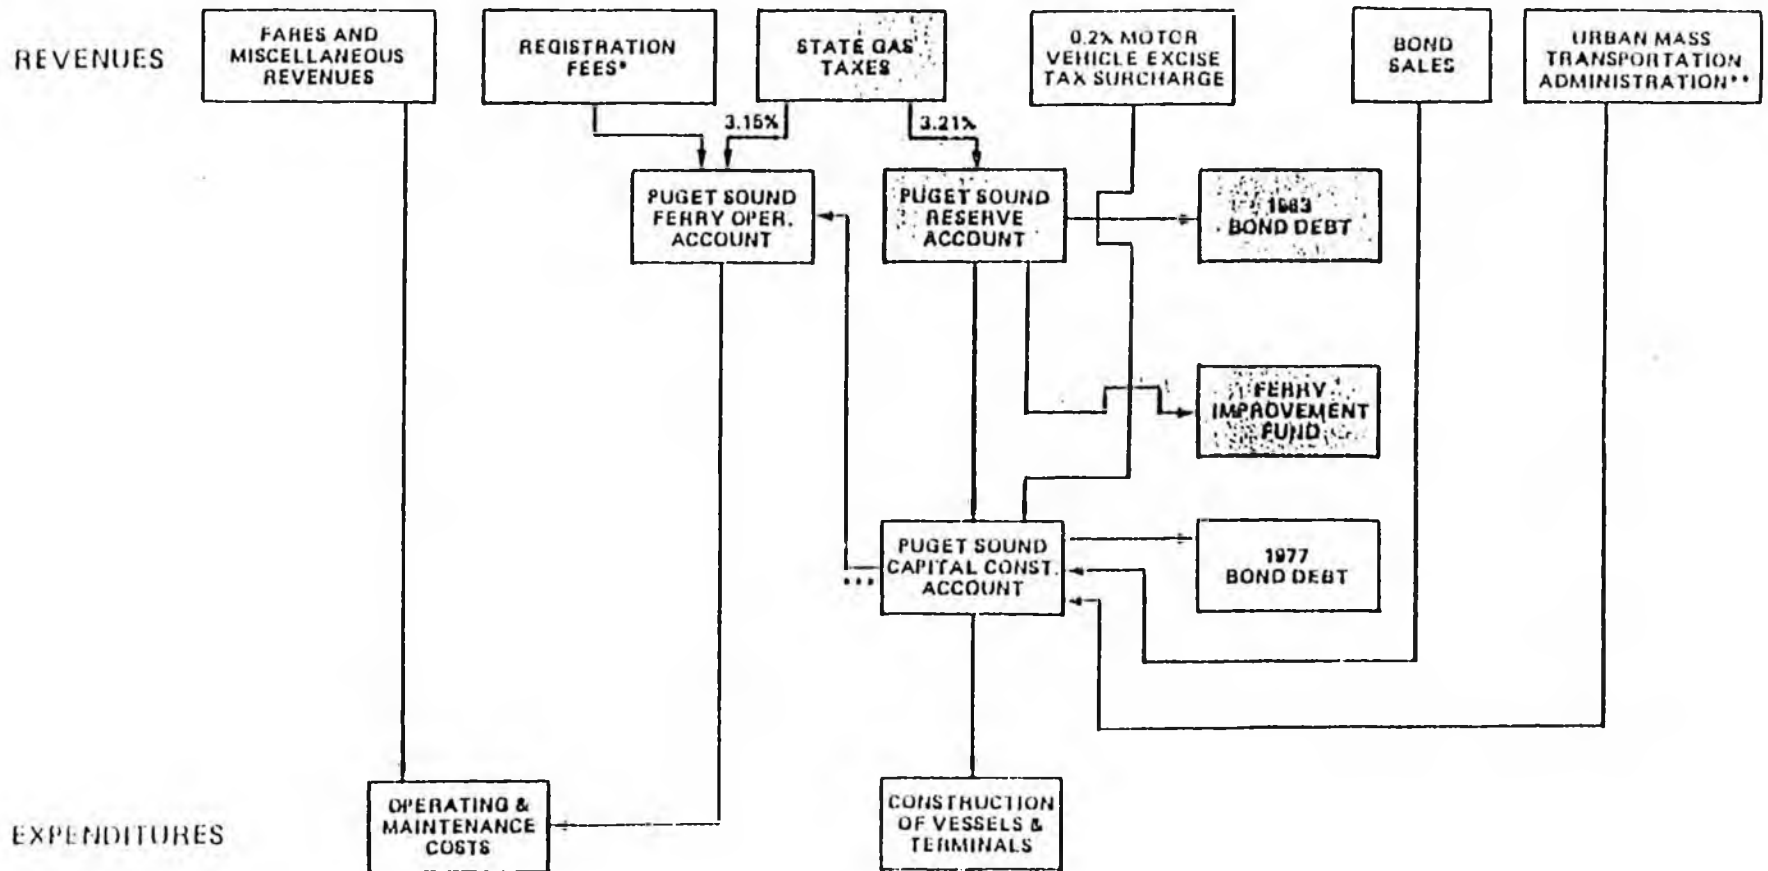 REVENUES
FARES AND
MISCELLANEOUS
REVENUES
REGISTRATION
FEES*
STATE GAS
TAXES
0.2% MOTOR
VEHICLE EXCISE
TAX SURCHARGE
BOND
SALES
URBAN MASS
TRANSPORTATION
ADMINISTRATION**
3.15%
3.21%
PUGET SOUND
FERRY OPER.
ACCOUNT
PUGET SOUND
RESERVE
ACCOUNT
1963
BOND DEBT
FERRY
IMPROVEMENT
FUND
PUGET SOUND
CAPITAL CONST.
ACCOUNT
***
1977
BOND DEBT
OPERATING &
MAINTENANCE
COSTS
CONSTRUCTION
OF VESSELS &
TERMINALS
EXPENDITURES